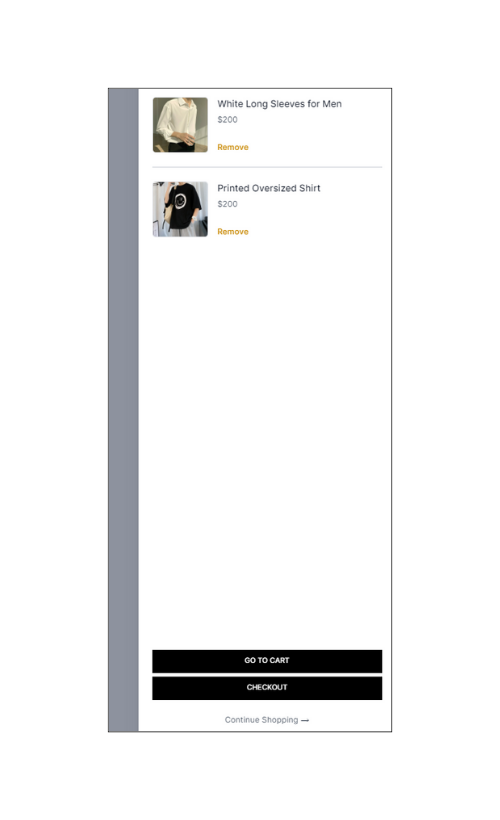 White Long Sleeves for Men
$200
Remove
Printed Oversized Shirt
$200
Remove
GO TO CART
CHECKOUT
Continue Shopping →